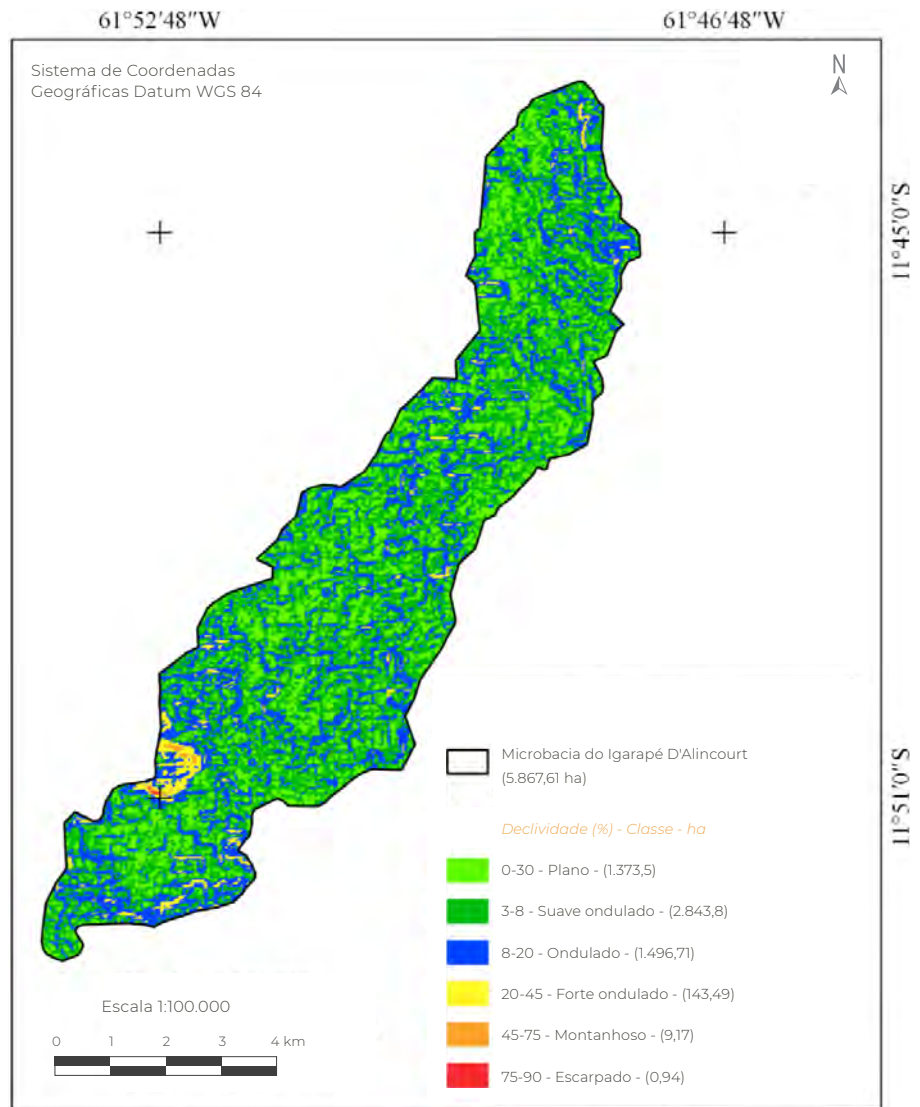 61°52'48"W
61°46'48"W
Sistema de Coordenadas
Geográficas Datum WGS 84
N
11°45'0"S
11°51'0"S
Microbacia do Igarapé D'Alincourt
(5.867,61 ha)
Declividade (%) - Classe - ha
0-30 - Plano - (1.373,5)
3-8 - Suave ondulado - (2.843,8)
8-20 - Ondulado - (1.496,71)
20-45 - Forte ondulado - (143,49)
45-75 - Montanhoso - (9,17)
75-90 - Escarpado - (0,94)
Escala 1:100.000
0 1 2 3 4 km